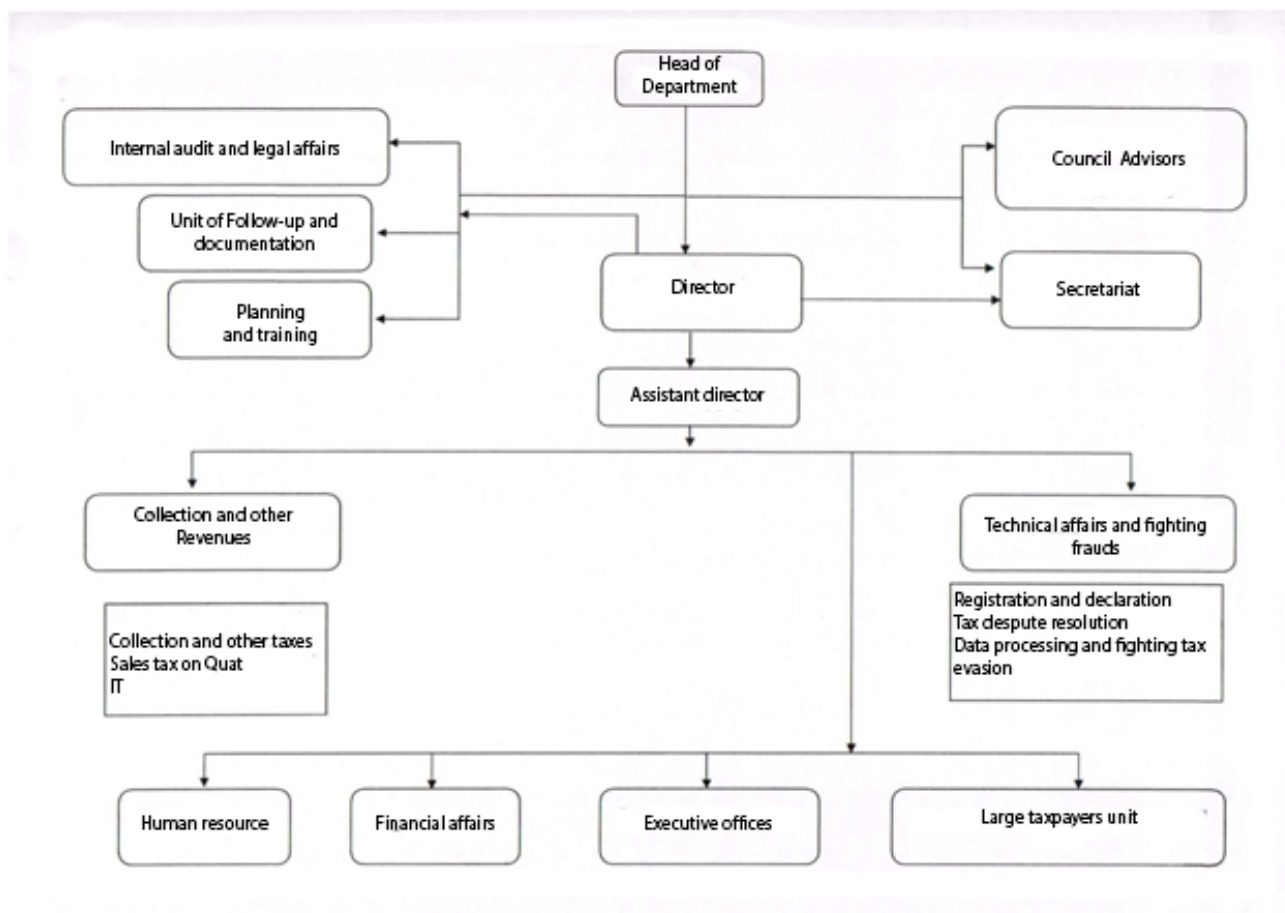 Head of
Department
Internal audit and legal affairs
Council Advisors
Unit of Follow-up and
documentation
Director
Secretariat
Planning
and training
Assistant director
Collection and other
Revenues
Technical affairs and fighting
frauds
Collection and other taxes
Sales tax on Quat
IT
Registration and declaration
Tax despute resolution
Data processing and fighting tax
evasion
Human resource
Financial affairs
Executive offices
Large taxpayers unit